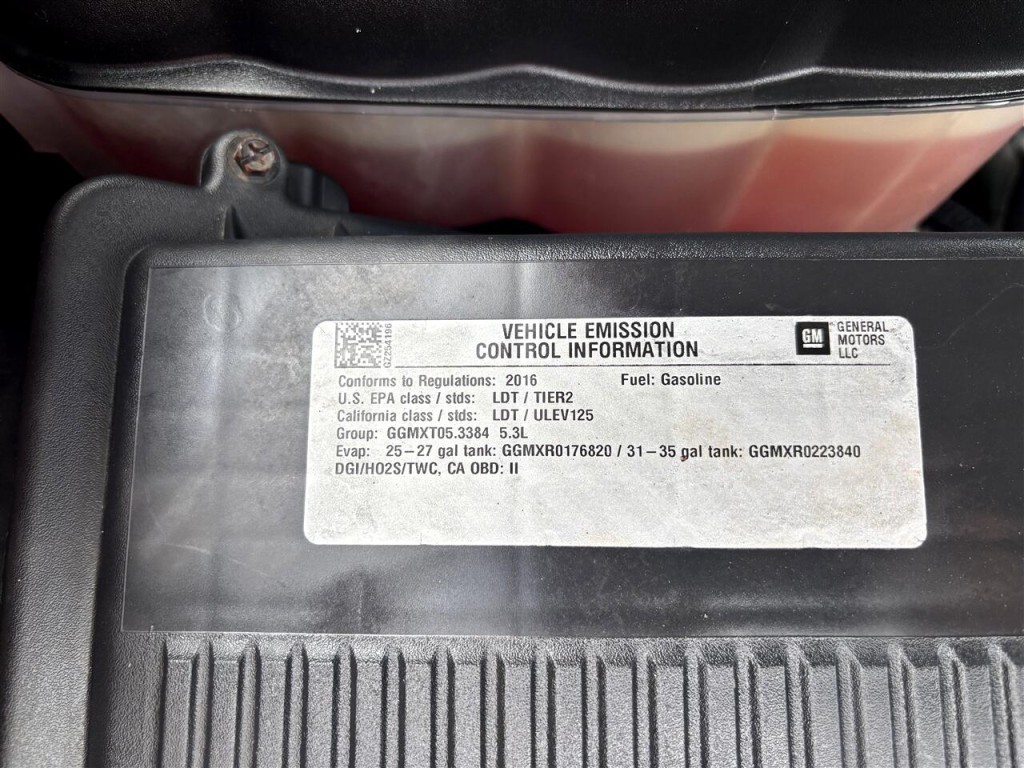 GZ254196
VEHICLE EMISSION
CONTROL INFORMATION
GM
GENERAL
MOTORS
LLC
Conforms to Regulations: 2016 Fuel: Gasoline
U.S. EPA class / stds: LDT / TIER2
California class / stds: LDT / ULEV125
Group: GGMXT05.3384 5.3L
Evap: 25–27 gal tank: GGMXR0176820 / 31–35 gal tank: GGMXR0223840
DGI/HO2S/TWC, CA OBD: II